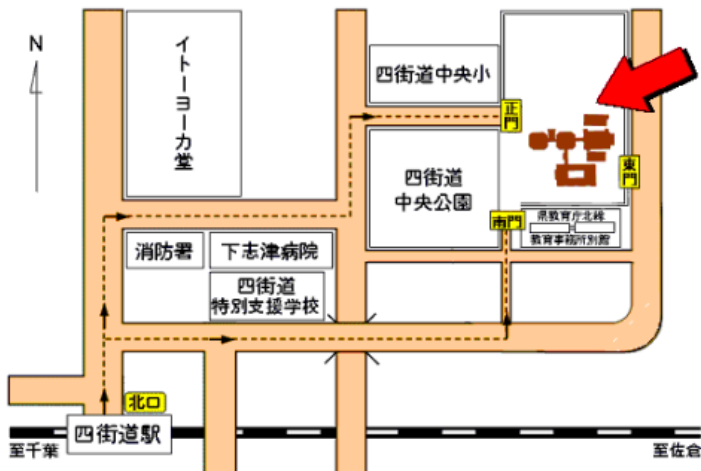 N
イトーヨーカ堂
四街道中央小
正門
四街道
中央公園
東門
南門
県教育庁北総
教育事務所別館
消防署
下志津病院
四街道
特別支援学校
北口
四街道駅
至千葉
至佐倉